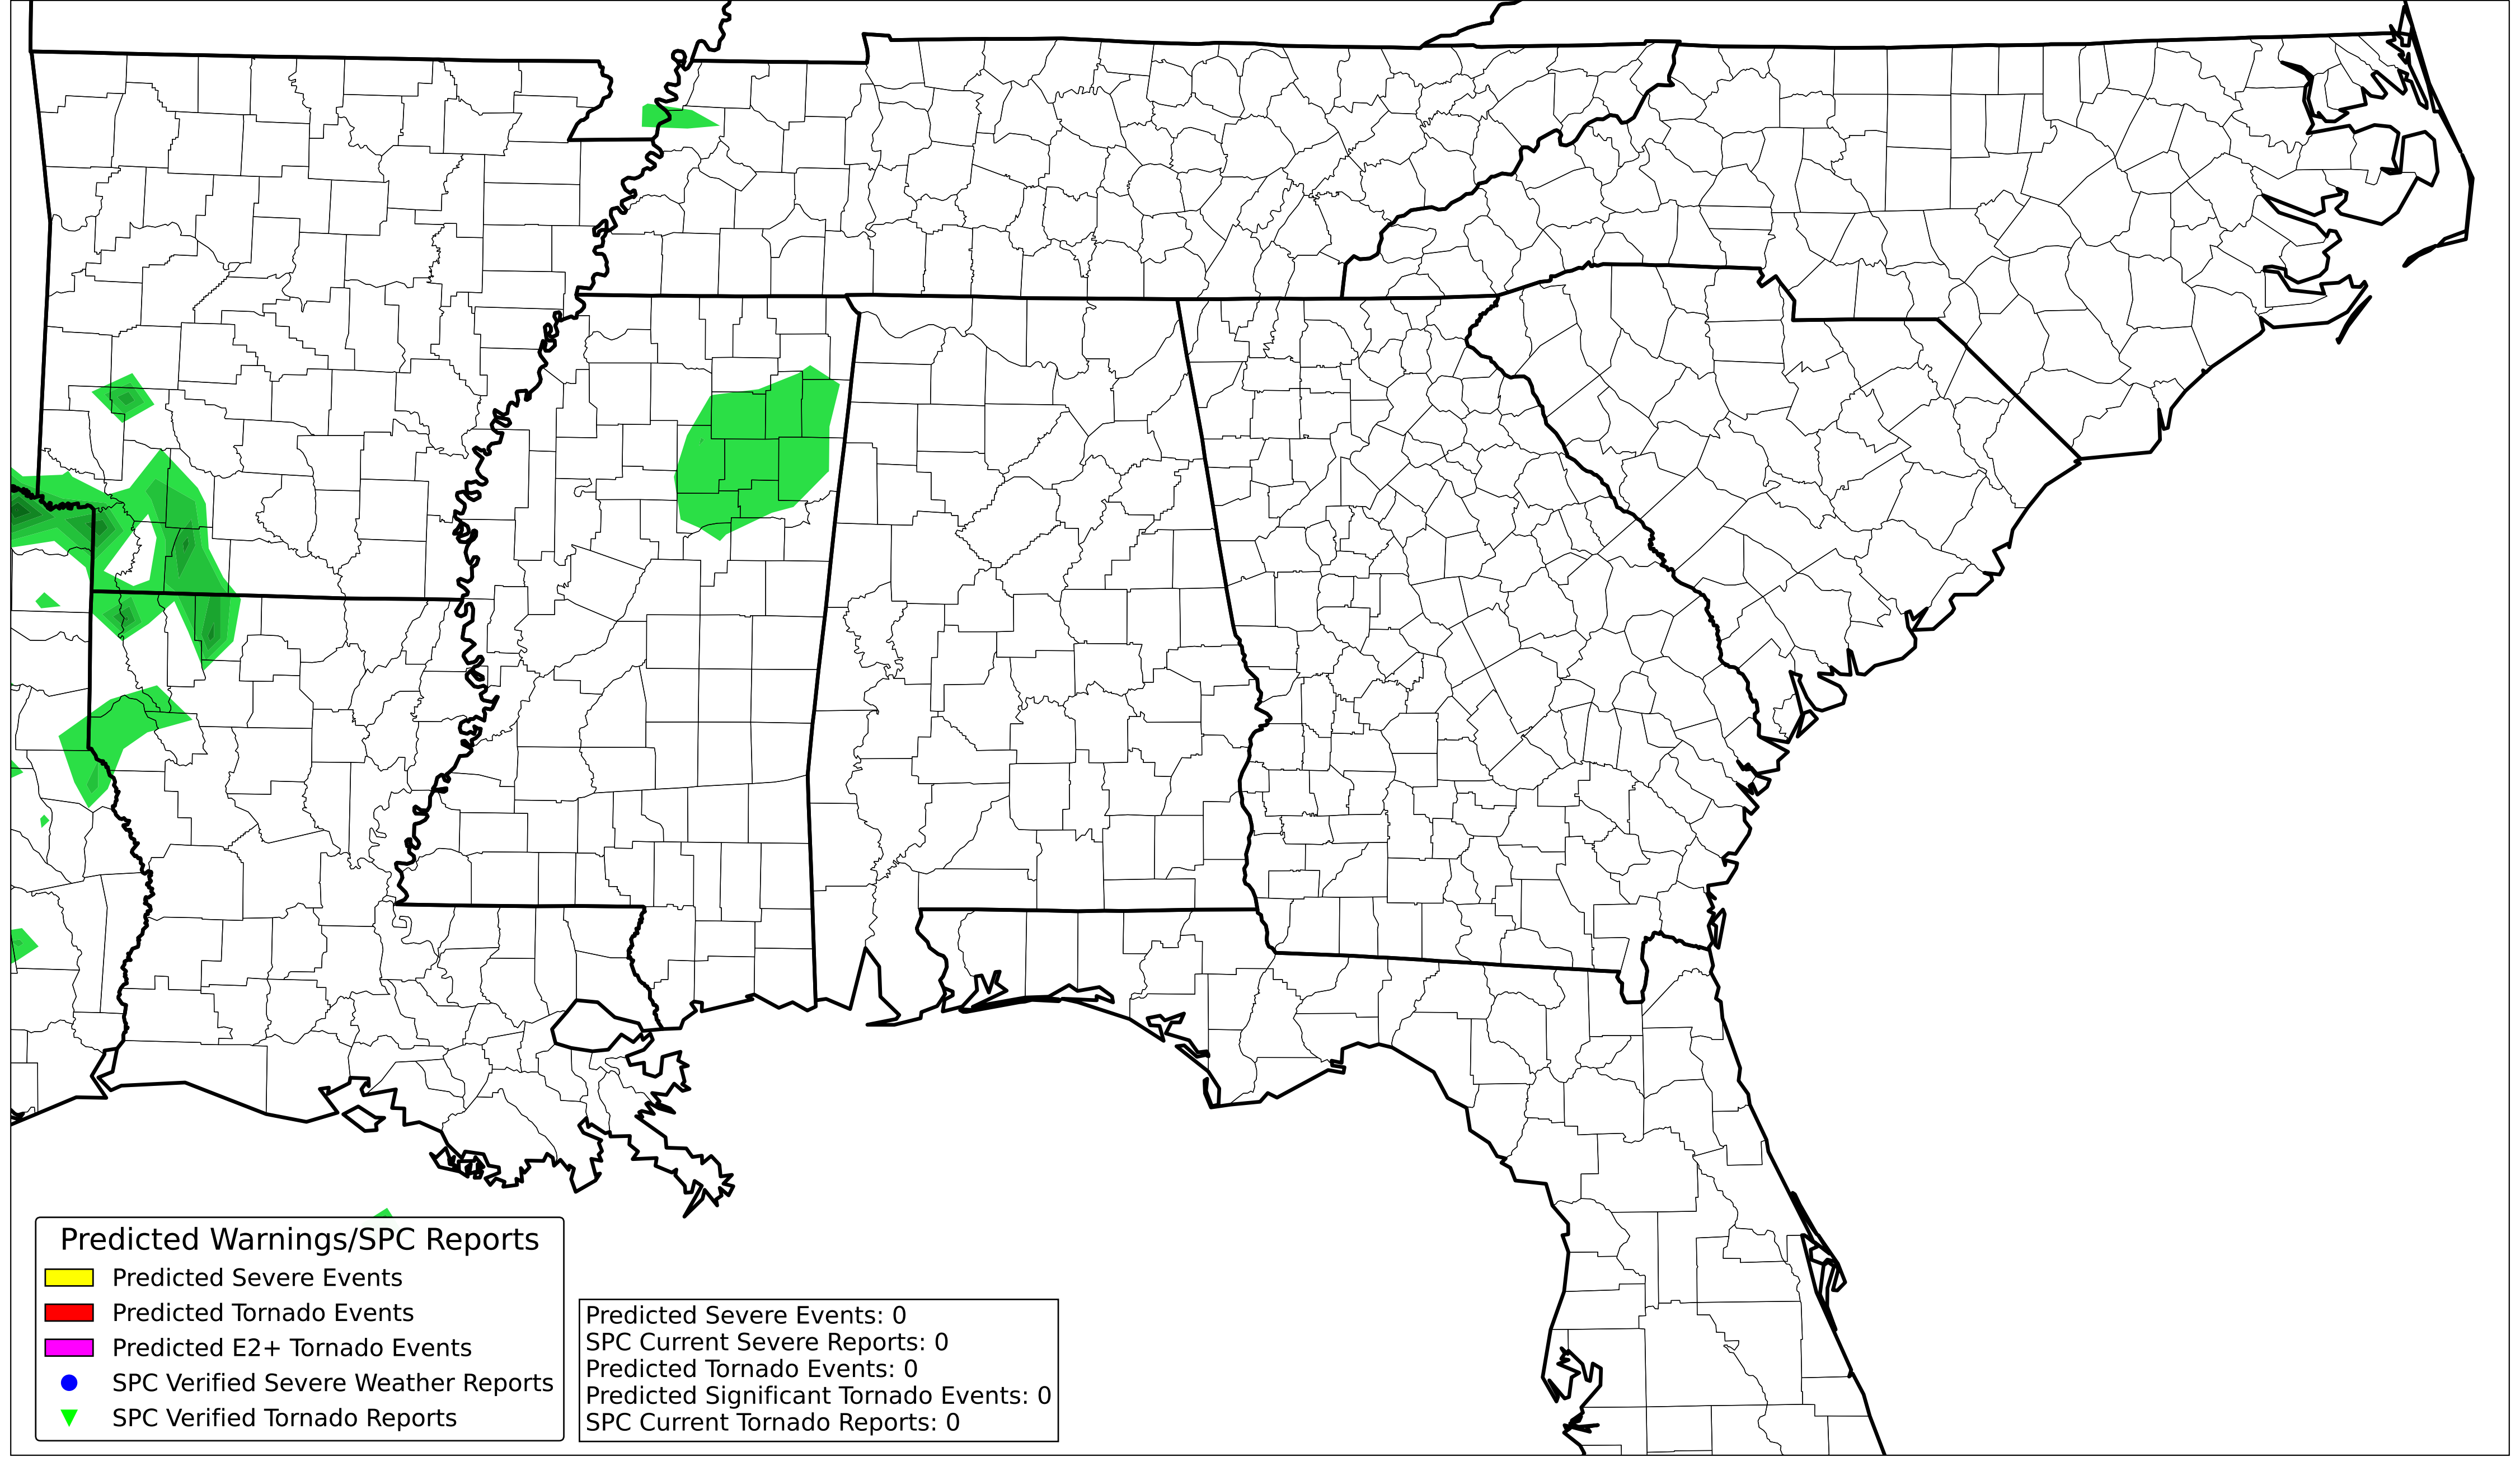 Predicted Warnings/SPC Reports
Predicted Severe Events
Predicted Tornado Events
Predicted E2+ Tornado Events
SPC Verified Severe Weather Reports
SPC Verified Tornado Reports
Predicted Severe Events: 0
SPC Current Severe Reports: 0
Predicted Tornado Events: 0
Predicted Significant Tornado Events: 0
SPC Current Tornado Reports: 0